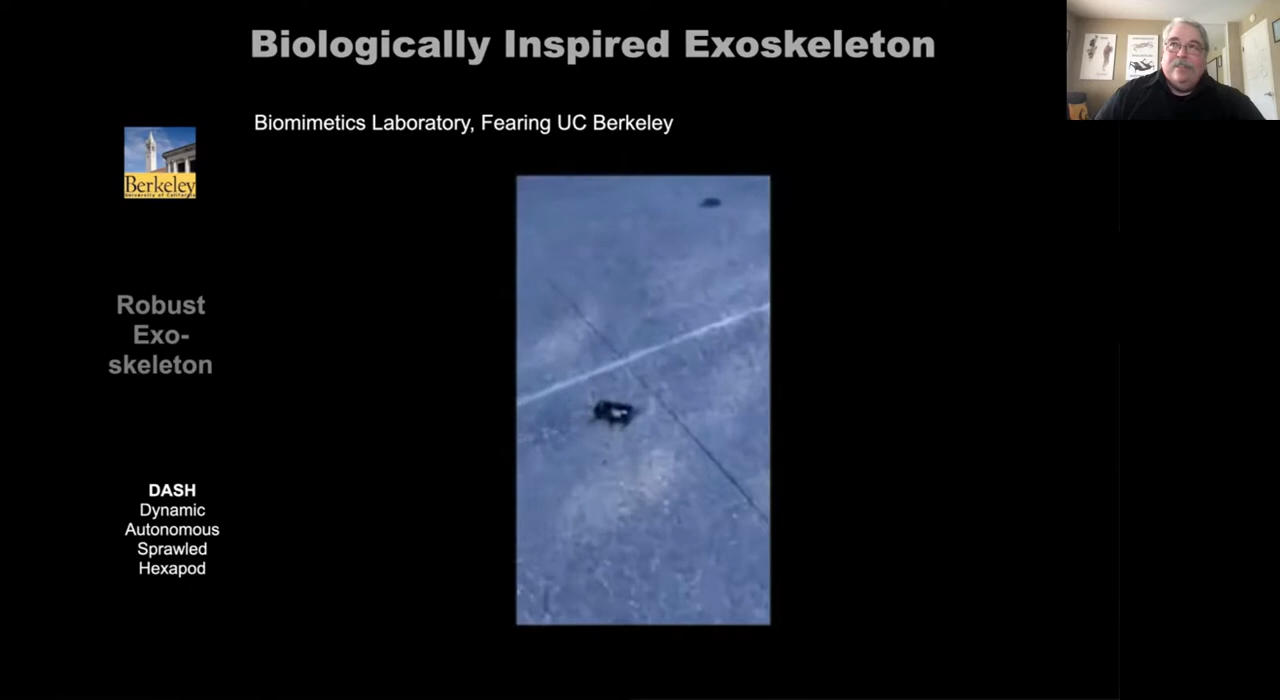 Biologically Inspired Exoskeleton
Biomimetics Laboratory, Fearing UC Berkeley
Berkeley
Robust
Exo-
skeleton
DASH
Dynamic
Autonomous
Sprawled
Hexapod